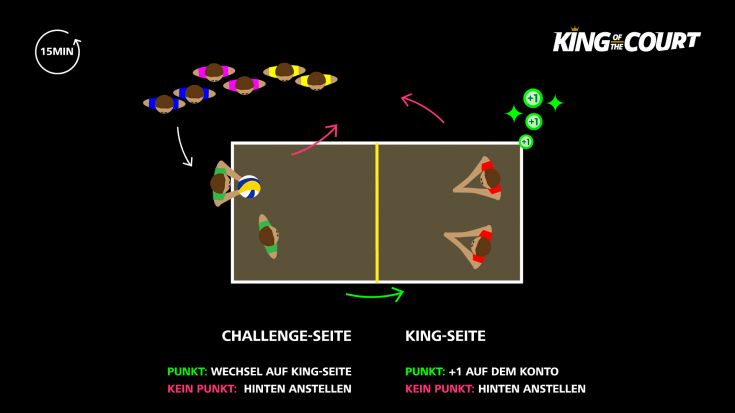 15MIN
KING OF THE COURT
+1
+1
+1
CHALLENGE-SEITE
KING-SEITE
PUNKT: WECHSEL AUF KING-SEITE
KEIN PUNKT: HINTEN ANSTELLEN
PUNKT: +1 AUF DEM KONTO
KEIN PUNKT: HINTEN ANSTELLEN